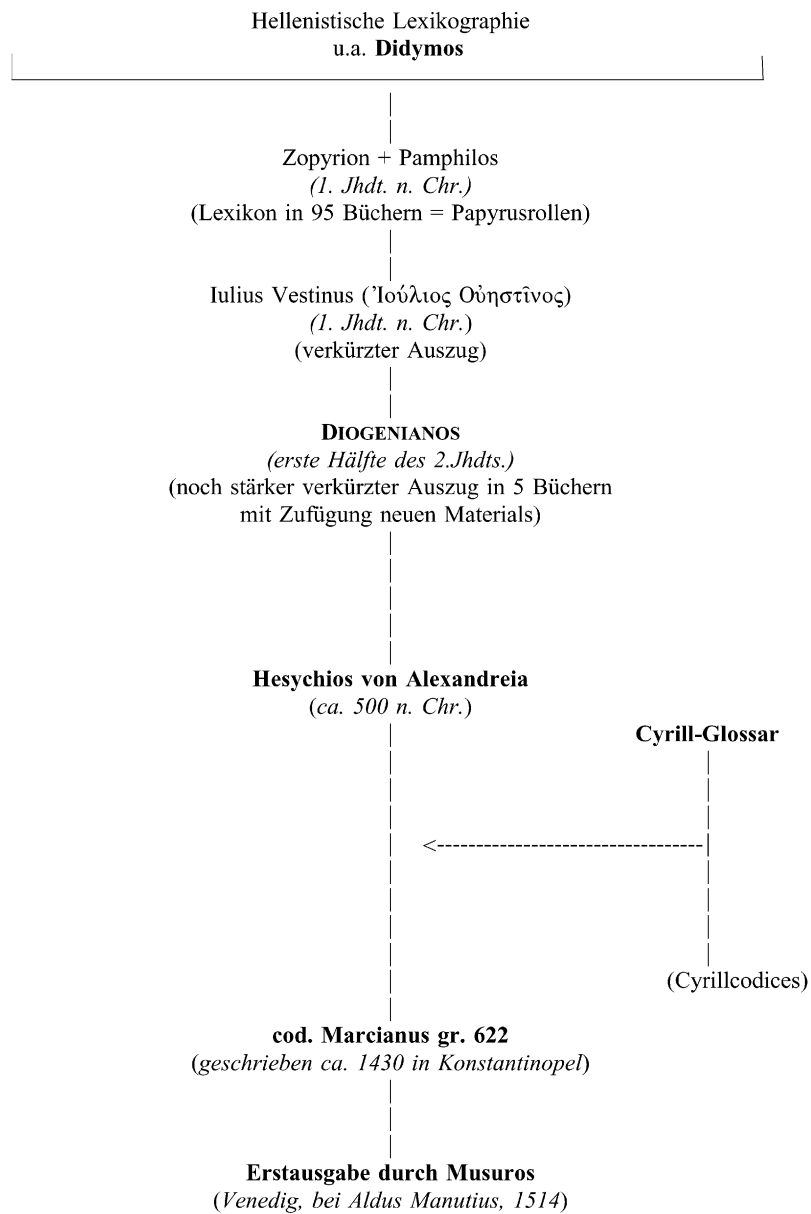 Hellenistische Lexikographie
u.a. Didymos
Zopyrion + Pamphilos
(1. Jhdt. n. Chr.)
(Lexikon in 95 Büchern = Papyrusrollen)
Iulius Vestinus (Ἰούλιος Οὐηστῖνος)
(1. Jhdt. n. Chr.)
(verkürzter Auszug)
DIOGENIANOS
(erste Hälfte des 2.Jhdts.)
(noch stärker verkürzter Auszug in 5 Büchern
mit Zufügung neuen Materials)
Hesychios von Alexandreia
(ca. 500 n. Chr.)
Cyrill-Glossar
(Cyrillcodices)
cod. Marcianus gr. 622
(geschrieben ca. 1430 in Konstantinopel)
Erstausgabe durch Musuros
(Venedig, bei Aldus Manutius, 1514)